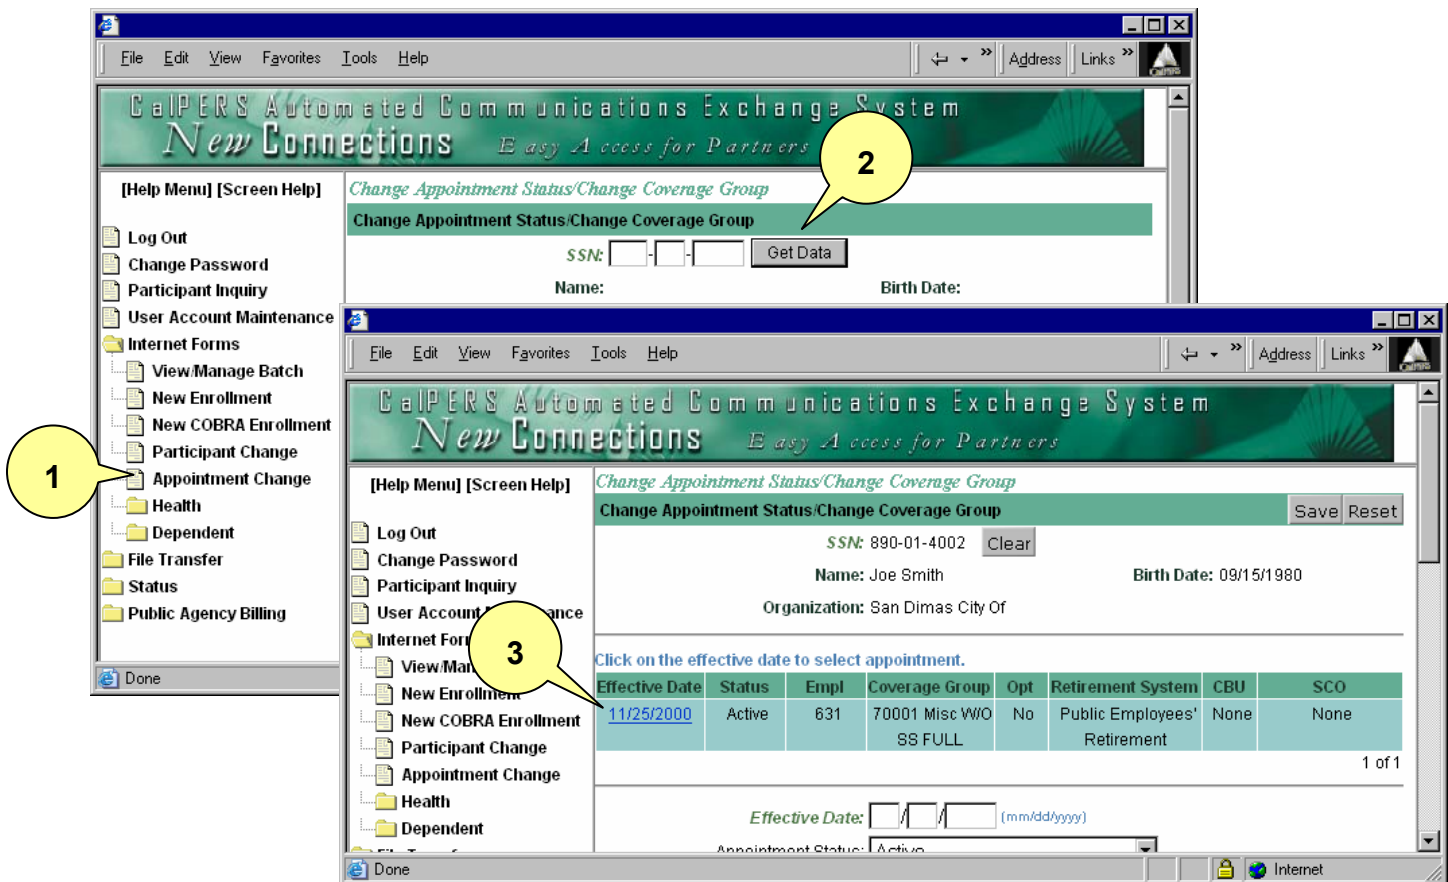 File Edit View Favorites Tools Help
» Address Links »
CalPERS
CalPERS Automated Communications Exchange System
New Connections Easy Access for Partners
2
[Help Menu] [Screen Help]
Change Appointment Status/Change Coverage Group
Change Appointment Status/Change Coverage Group
SSN: - - Get Data
Name: Birth Date:
Log Out
Change Password
Participant Inquiry
User Account Maintenance
Internet Forms
View/Manage Batch
New Enrollment
New COBRA Enrollment
Participant Change
1
Appointment Change
Health
Dependent
File Transfer
Status
Public Agency Billing
Done
File Edit View Favorites Tools Help
» Address Links »
CalPERS
CalPERS Automated Communications Exchange System
New Connections Easy Access for Partners
[Help Menu] [Screen Help]
Change Appointment Status/Change Coverage Group
Change Appointment Status/Change Coverage Group Save Reset
SSN: 890-01-4002 Clear
Name: Joe Smith Birth Date: 09/15/1980
Organization: San Dimas City Of
Log Out
Change Password
Participant Inquiry
User Account ance
Internet For
3
View/Man
New Enrollment
New COBRA Enrollment
Participant Change
Appointment Change
Health
Dependent
Click on the effective date to select appointment.
Effective Date Status Empl Coverage Group Opt Retirement System CBU SCO
11/25/2000 Active 631 70001 Misc W/O No Public Employees' None None
SS FULL Retirement
1 of 1
Effective Date: / / (mm/dd/yyyy)
Appointment Status: Active
Done Internet